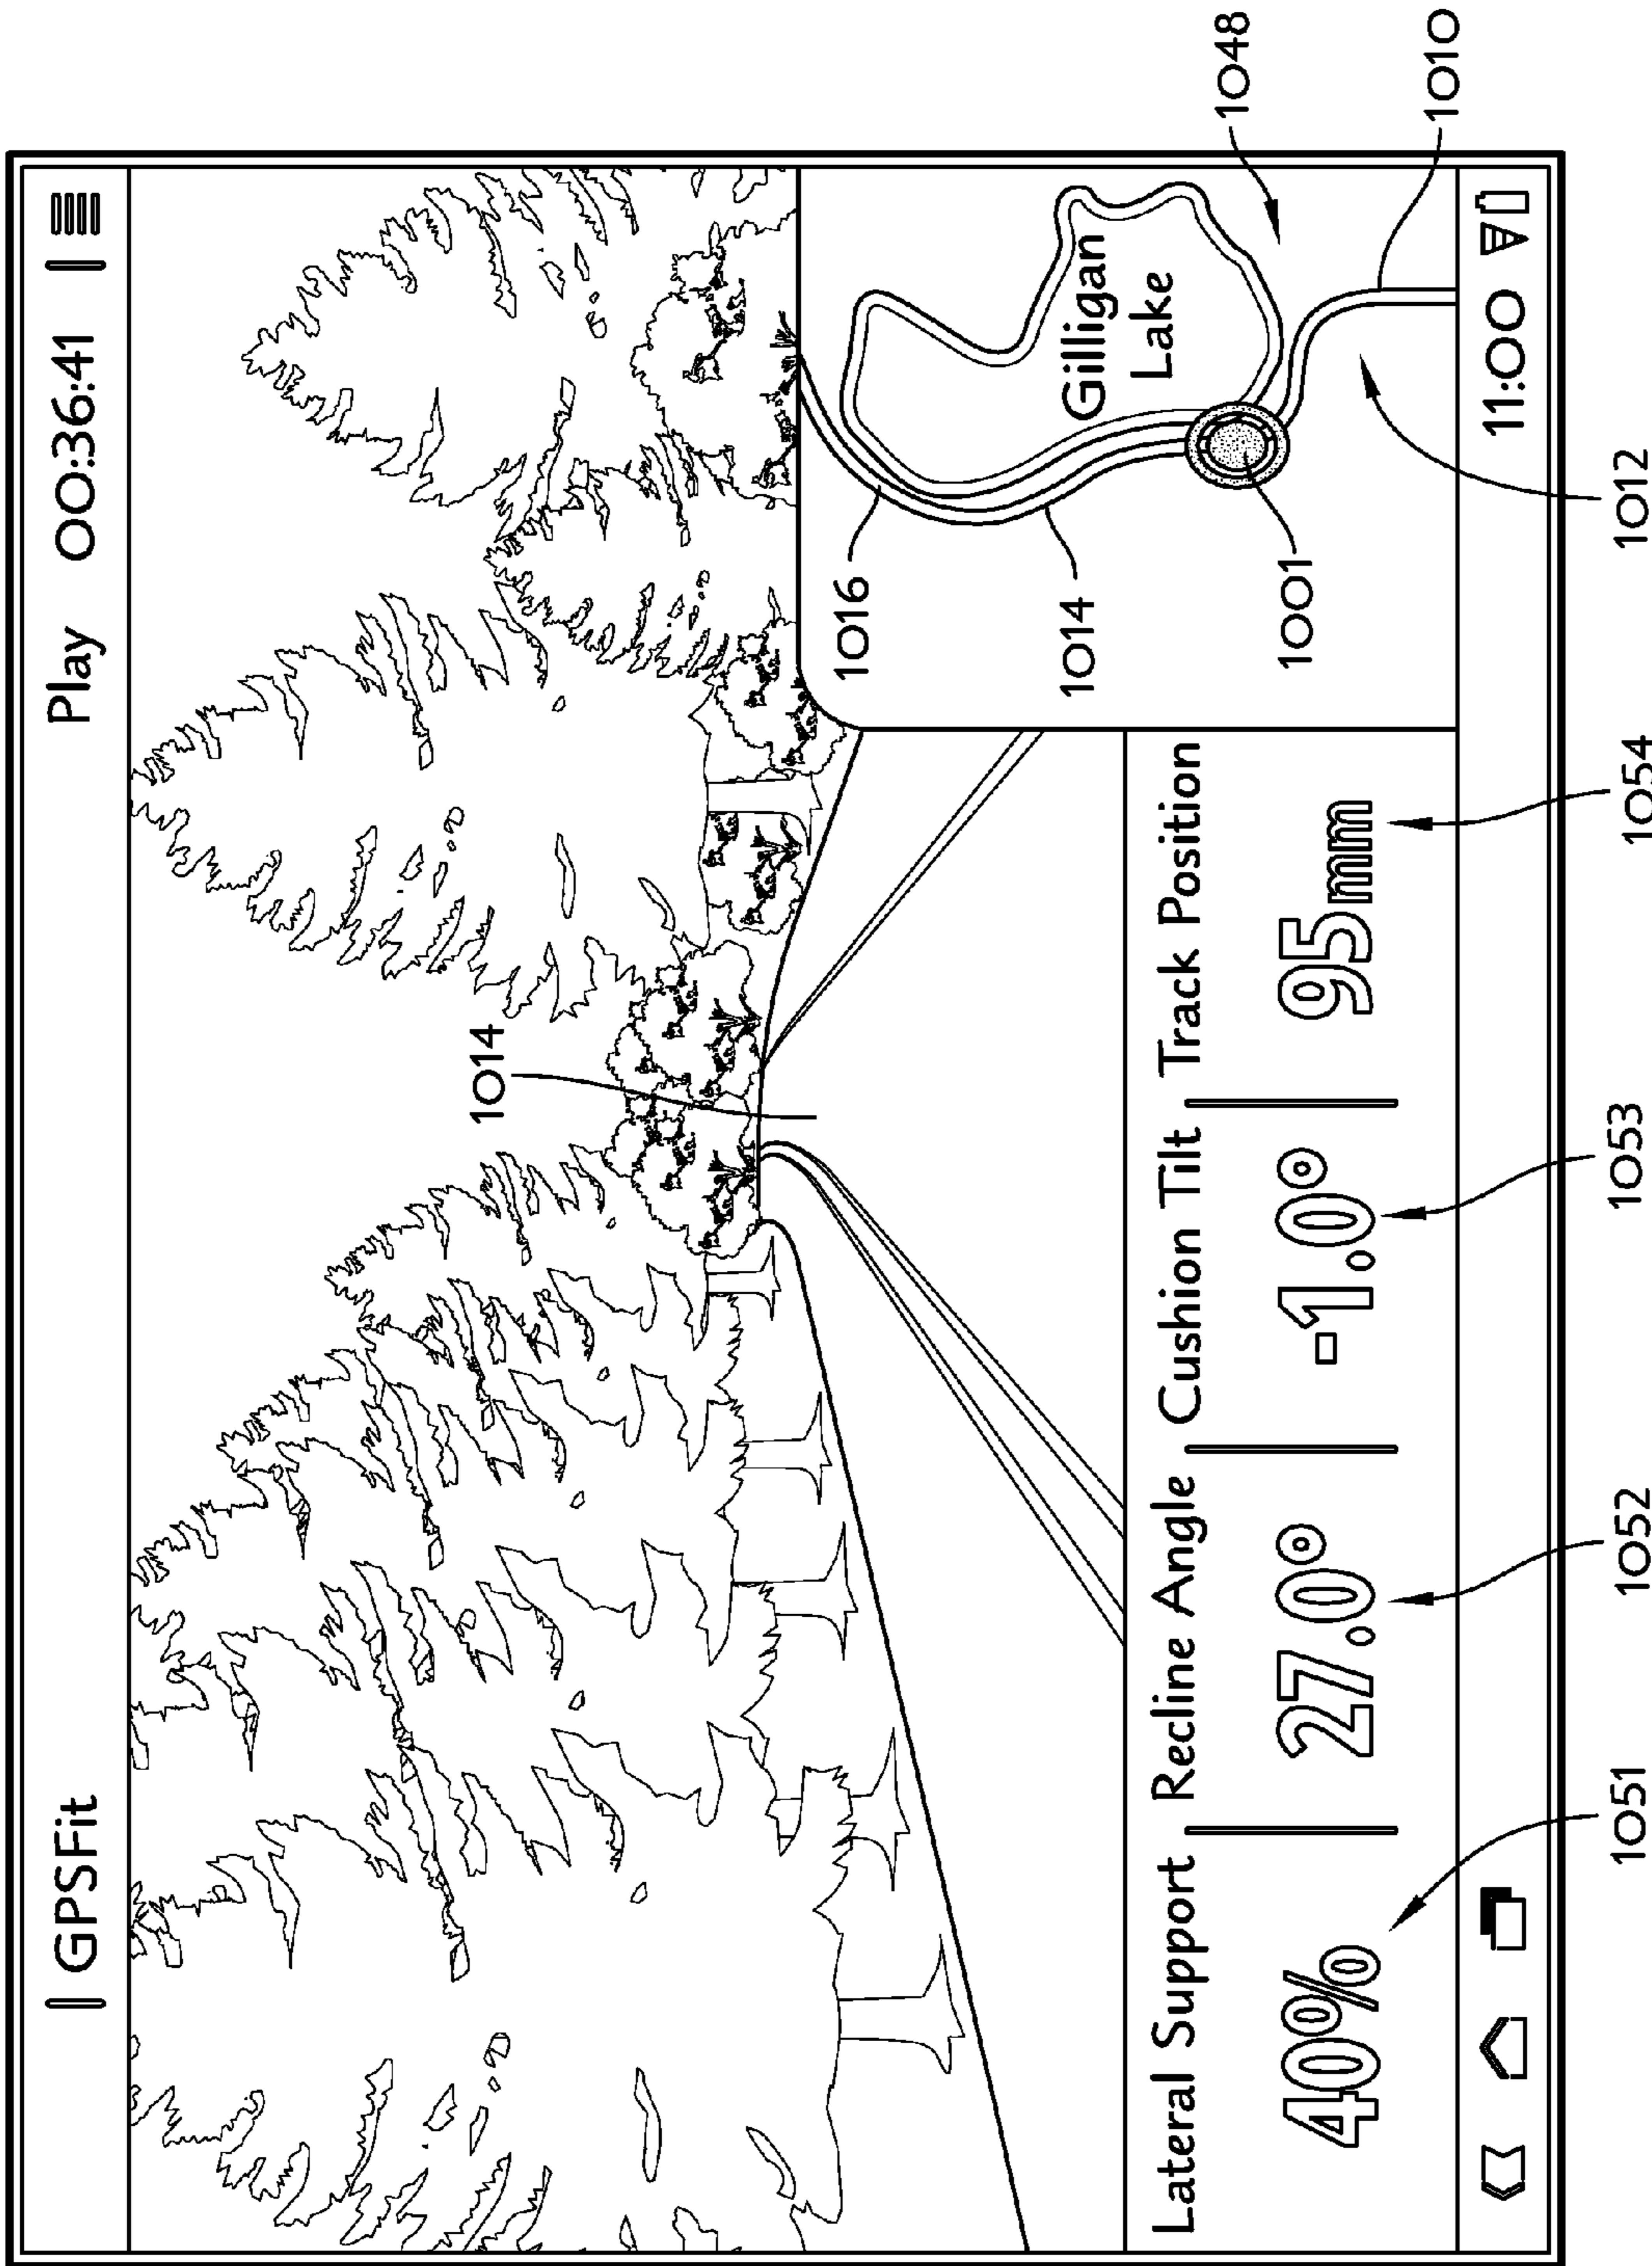 GPSFit Play 00:36:41
1014
1016
1014
1001
Gilligan
Lake
1048
1010
Lateral Support Recline Angle Cushion Tilt Track Position
40% 27.0° -1.0° 95mm
11:00
1051 1052 1053 1054 1012